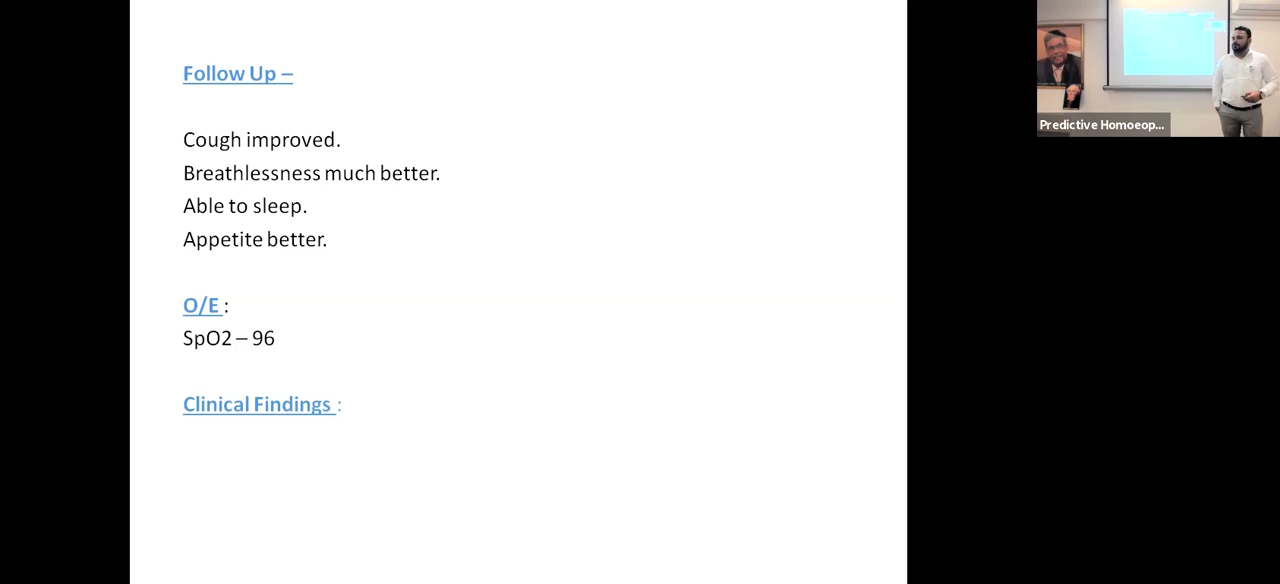 Follow Up –
Cough improved.
Breathlessness much better.
Able to sleep.
Appetite better.
O/E :
SpO2 – 96
Clinical Findings :
Predictive Homoeop...